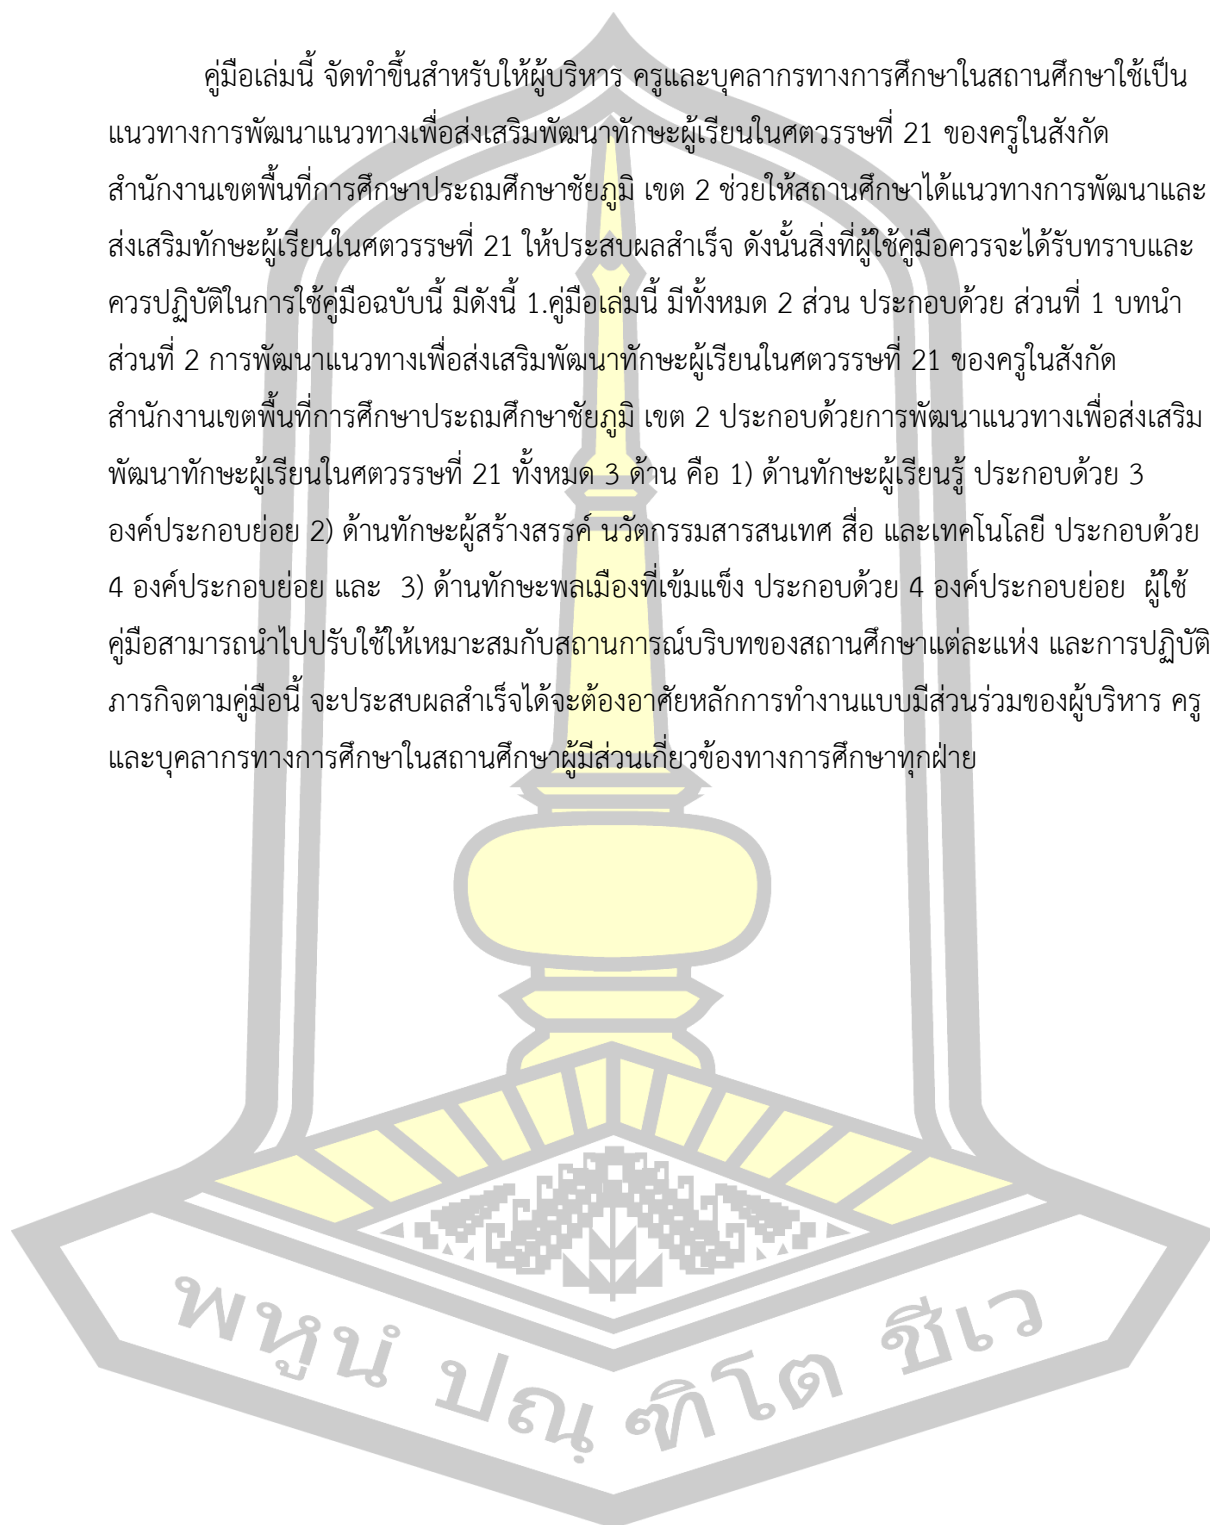 คู่มือเล่มนี้ จัดทำขึ้นสำหรับให้ผู้บริหาร ครูและบุคลากรทางการศึกษาในสถานศึกษาใช้เป็น
แนวทางการพัฒนาแนวทางเพื่อส่งเสริมพัฒนาทักษะผู้เรียนในศตวรรษที่ 21 ของครูในสังกัด
สำนักงานเขตพื้นที่การศึกษาประถมศึกษาชัยภูมิ เขต 2 ช่วยให้สถานศึกษาได้แนวทางการพัฒนาและ
ส่งเสริมทักษะผู้เรียนในศตวรรษที่ 21 ให้ประสบผลสำเร็จ ดังนั้นสิ่งที่ผู้ใช้คู่มือควรจะได้รับทราบและ
ควรปฏิบัติในการใช้คู่มือฉบับนี้ มีดังนี้ 1.คู่มือเล่มนี้ มีทั้งหมด 2 ส่วน ประกอบด้วย ส่วนที่ 1 บทนำ
ส่วนที่ 2 การพัฒนาแนวทางเพื่อส่งเสริมพัฒนาทักษะผู้เรียนในศตวรรษที่ 21 ของครูในสังกัด
สำนักงานเขตพื้นที่การศึกษาประถมศึกษาชัยภูมิ เขต 2 ประกอบด้วยการพัฒนาแนวทางเพื่อส่งเสริม
พัฒนาทักษะผู้เรียนในศตวรรษที่ 21 ทั้งหมด 3 ด้าน คือ 1) ด้านทักษะผู้เรียนรู้ ประกอบด้วย 3
องค์ประกอบย่อย 2) ด้านทักษะผู้สร้างสรรค์ นวัตกรรมสารสนเทศ สื่อ และเทคโนโลยี ประกอบด้วย
4 องค์ประกอบย่อย และ 3) ด้านทักษะพลเมืองที่เข้มแข็ง ประกอบด้วย 4 องค์ประกอบย่อย ผู้ใช้
คู่มือสามารถนำไปปรับใช้ให้เหมาะสมกับสถานการณ์บริบทของสถานศึกษาแต่ละแห่ง และการปฏิบัติ
ภารกิจตามคู่มือนี้ จะประสบผลสำเร็จได้จะต้องอาศัยหลักการทำงานแบบมีส่วนร่วมของผู้บริหาร ครู
และบุคลากรทางการศึกษาในสถานศึกษาผู้มีส่วนเกี่ยวข้องทางการศึกษาทุกฝ่าย
พหูนํ ปณฺฑิโต ชีเว